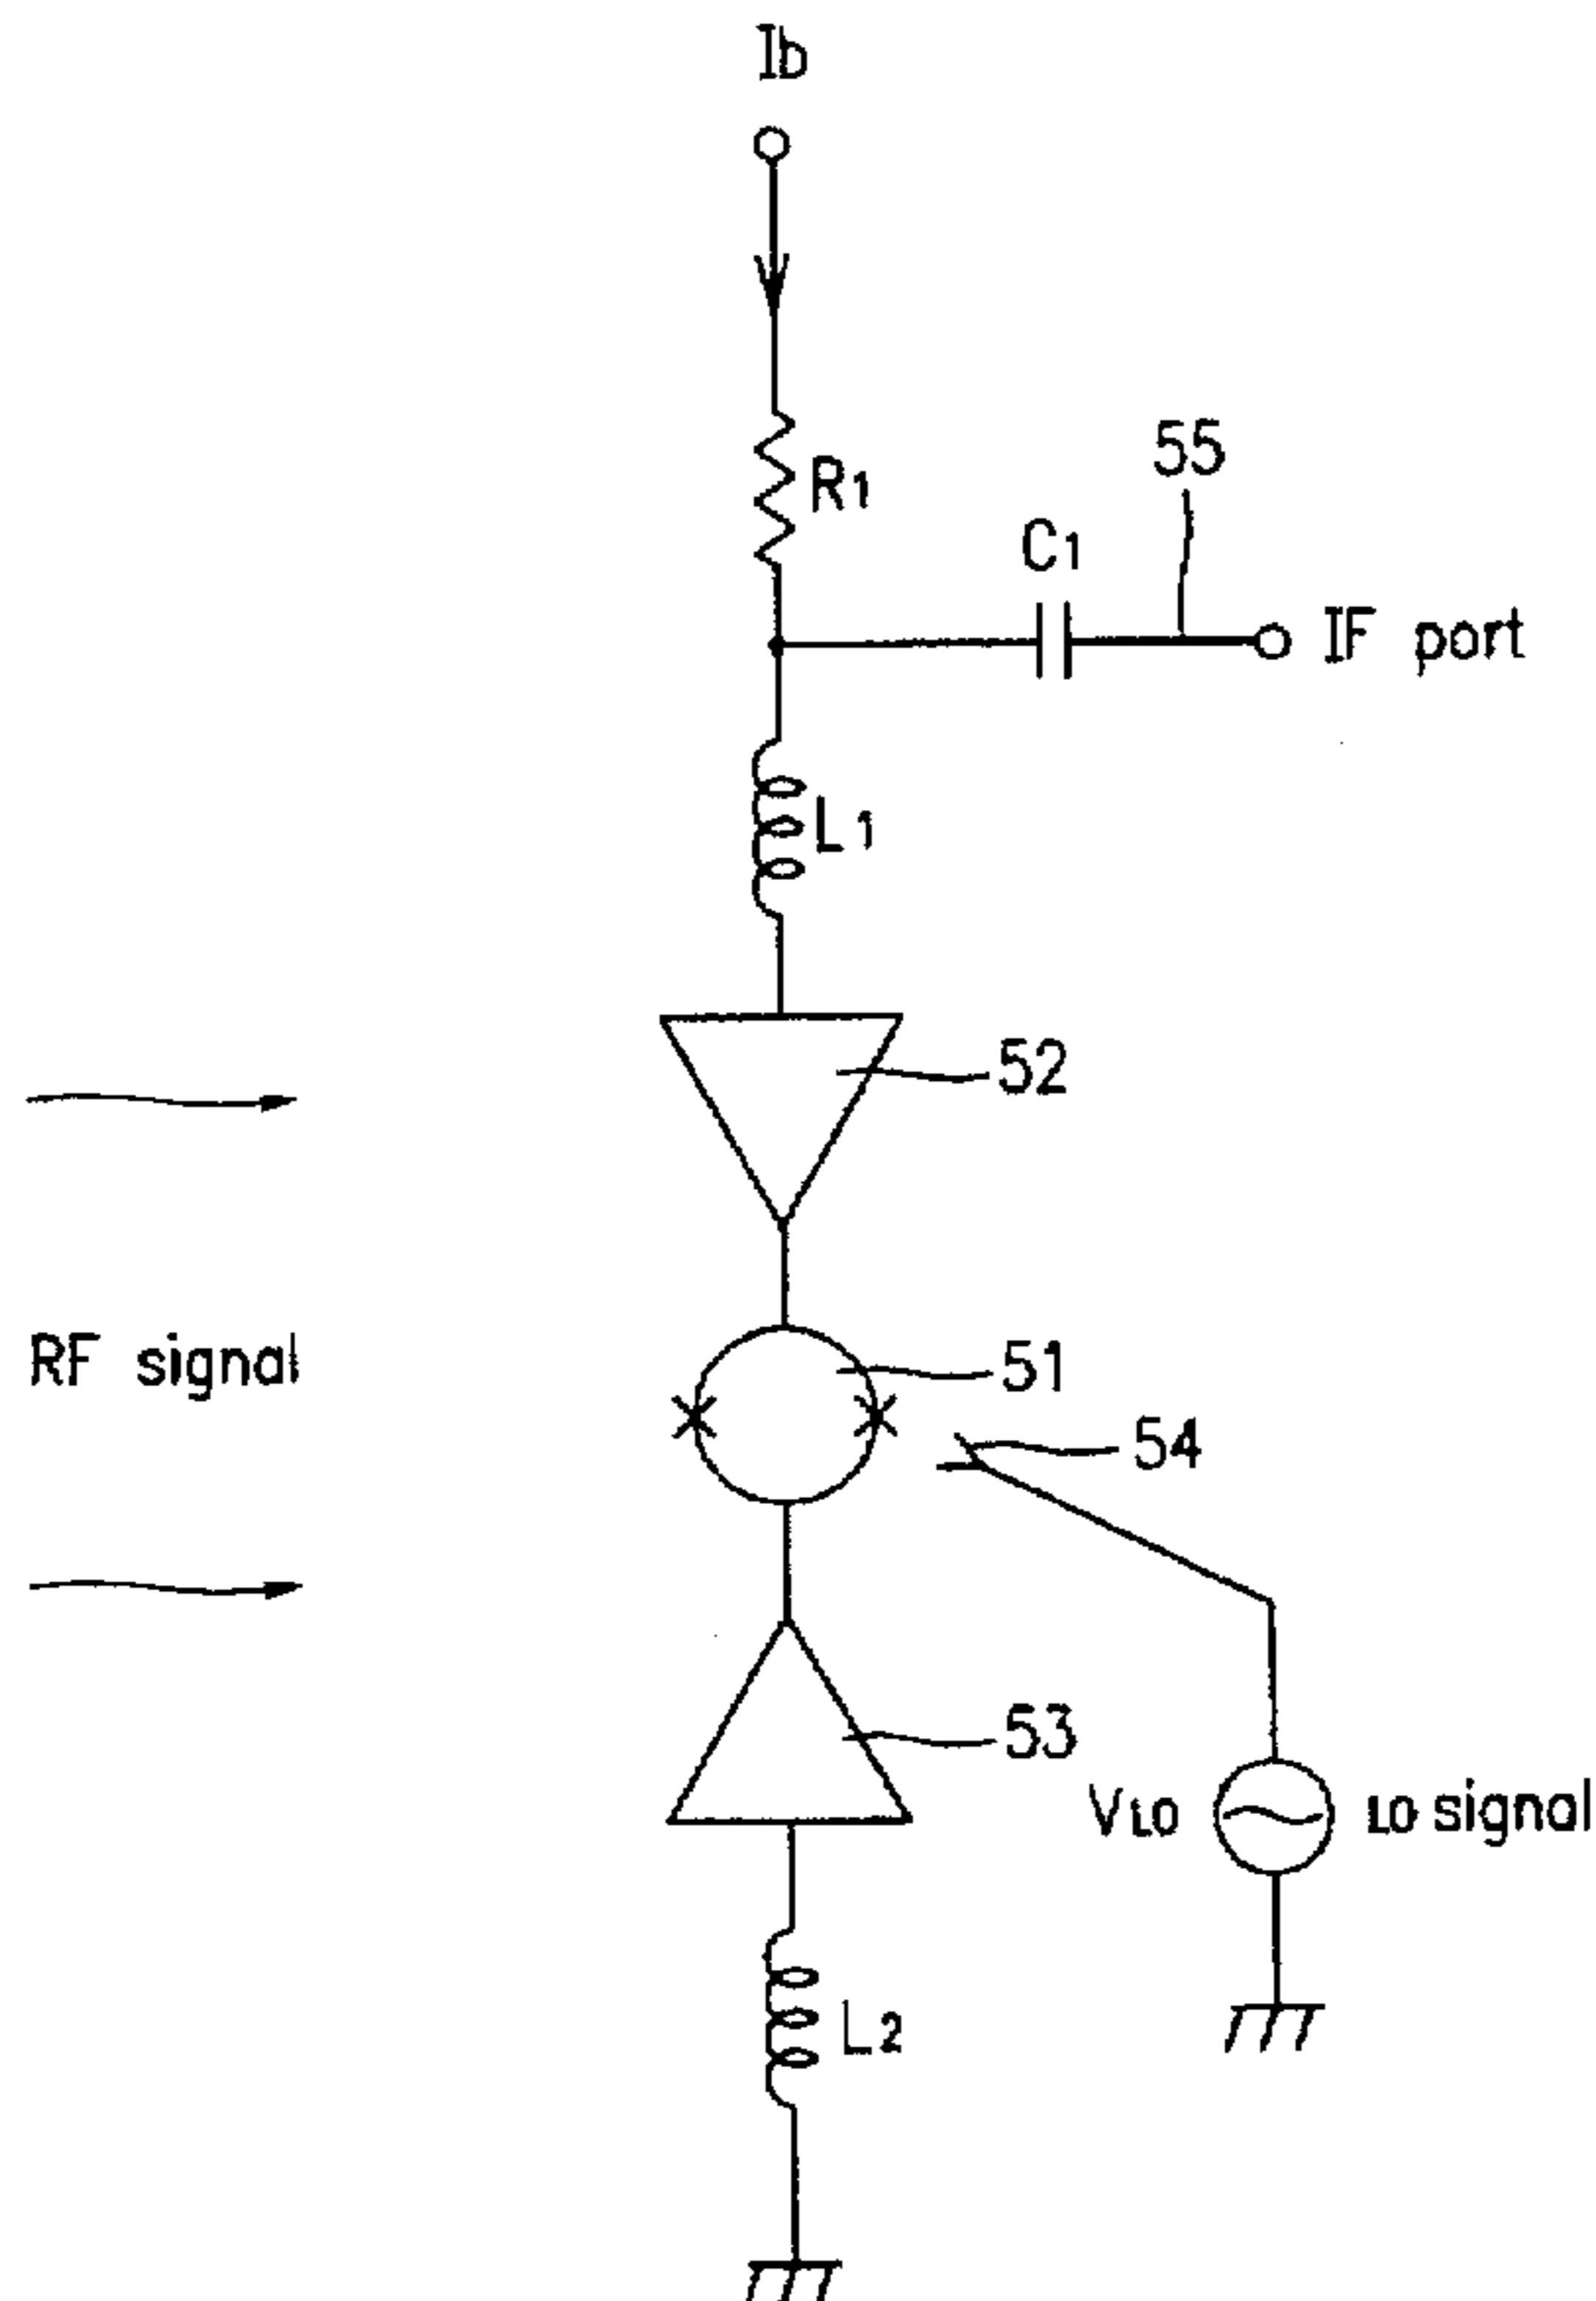 Ib
R1
55
C1
IF port
L1
52
RF signal
51
54
53
VLO
LO signal
L2